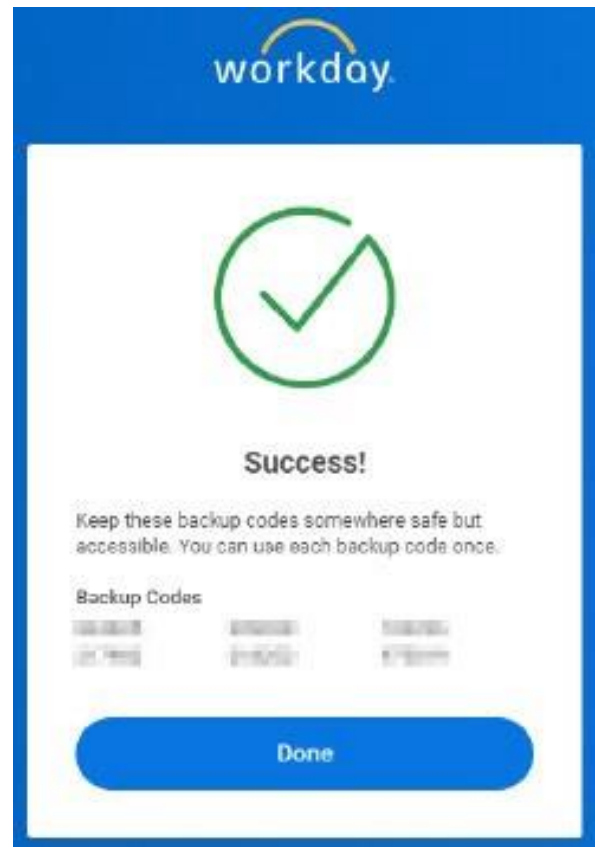 workday.
Success!
Keep these backup codes somewhere safe but
accessible. You can use each backup code once.
Backup Codes
Done